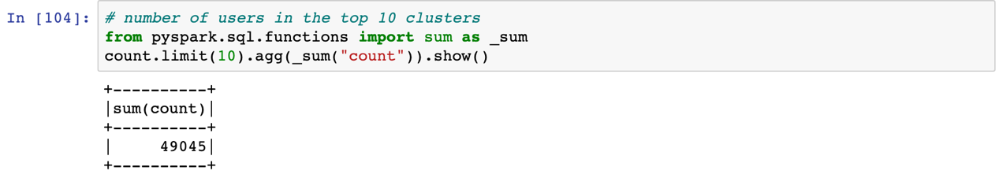 In [104]: # number of users in the top 10 clusters
from pyspark.sql.functions import sum as _sum
count.limit(10).agg(_sum("count")).show()
+----------+
|sum(count)|
+----------+
|     49045|
+----------+